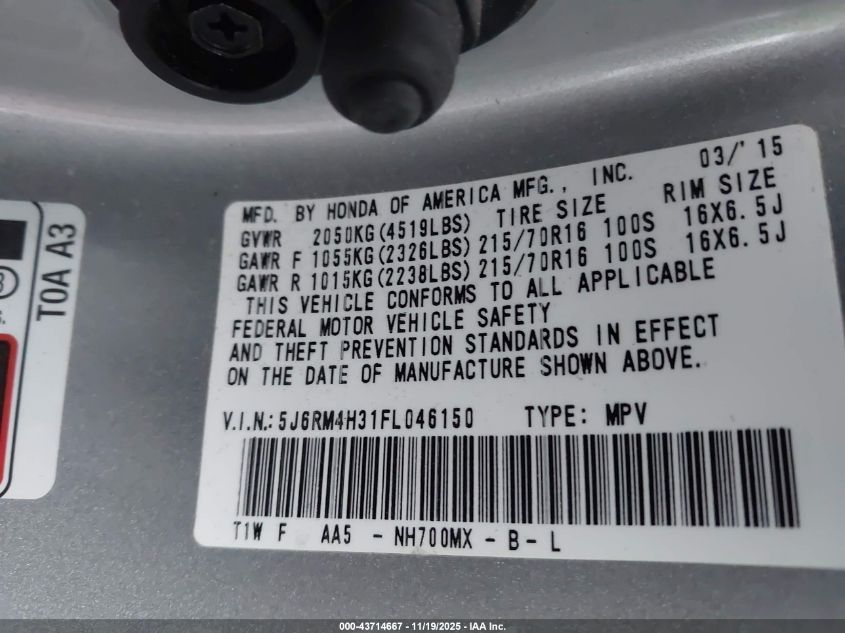 03/'15
MFD. BY HONDA OF AMERICA MFG., INC.
GVWR 2050KG(4519LBS) TIRE SIZE RIM SIZE
GAWR F 1055KG(2326LBS) 215/70R16 100S 16X6.5J
GAWR R 1015KG(2238LBS) 215/70R16 100S 16X6.5J
THIS VEHICLE CONFORMS TO ALL APPLICABLE
FEDERAL MOTOR VEHICLE SAFETY
AND THEFT PREVENTION STANDARDS IN EFFECT
ON THE DATE OF MANUFACTURE SHOWN ABOVE.
V.I.N.: 5J6RM4H31FL046150 TYPE: MPV
T1W F AA5 - NH700MX - B - L
T0A A3
000-43714667 - 11/19/2025 - IAA Inc.